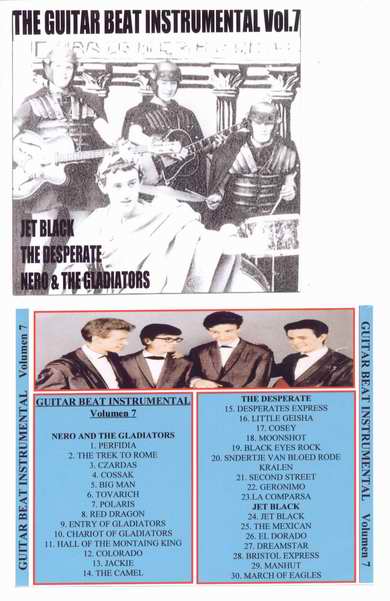 THE GUITAR BEAT INSTRUMENTAL Vol.7
JET BLACK
THE DESPERATE
NERO & THE GLADIATORS
GUITAR BEAT INSTRUMENTAL Volumen 7
GUITAR BEAT INSTRUMENTAL
Volumen 7
NERO AND THE GLADIATORS
1. PERFIDIA
2. THE TREK TO ROME
3. CZARDAS
4. COSSAK
5. BIG MAN
6. TOVARICH
7. POLARIS
8. RED DRAGON
9. ENTRY OF GLADIATORS
10. CHARIOT OF GLADIATORS
11. HALL OF THE MONTAING KING
12. COLORADO
13. JACKIE
14. THE CAMEL
THE DESPERATE
15. DESPERATES EXPRESS
16. LITTLE GEISHA
17. COSEY
18. MOONSHOT
19. BLACK EYES ROCK
20. SNDERTJE VAN BLOED RODE
KRALEN
21. SECOND STREET
22. GERONIMO
23.LA COMPARSA
JET BLACK
24. JET BLACK
25. THE MEXICAN
26. EL DORADO
27. DREAMSTAR
28. BRISTOL EXPRESS
29. MANHUT
30. MARCH OF EAGLES
GUITAR BEAT INSTRUMENTAL Volumen 7